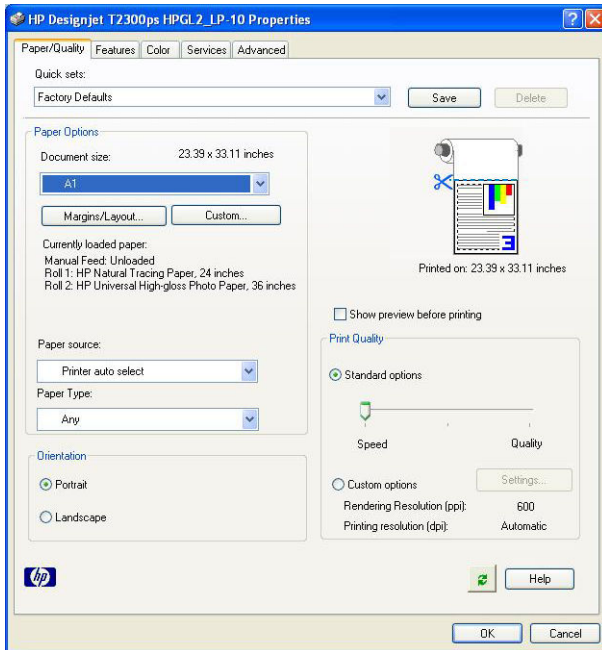 HP Designjet T2300ps HPGL2_LP-10 Properties
Paper/Quality Features Color Services Advanced
Quick sets:
Factory Defaults
Save
Delete
Paper Options
Document size: 23.39 x 33.11 inches
A1
Margins/Layout...
Custom...
Currently loaded paper:
Manual Feed: Unloaded
Roll 1: HP Natural Tracing Paper, 24 inches
Roll 2: HP Universal High-gloss Photo Paper, 36 inches
Paper source:
Printer auto select
Paper Type:
Any
Orientation
Portrait
Landscape
3
Printed on: 23.39 x 33.11 inches
Show preview before printing
Print Quality
Standard options
Speed Quality
Custom options
Settings...
Rendering Resolution (ppi): 600
Printing resolution (dpi): Automatic
hp
Help
OK
Cancel